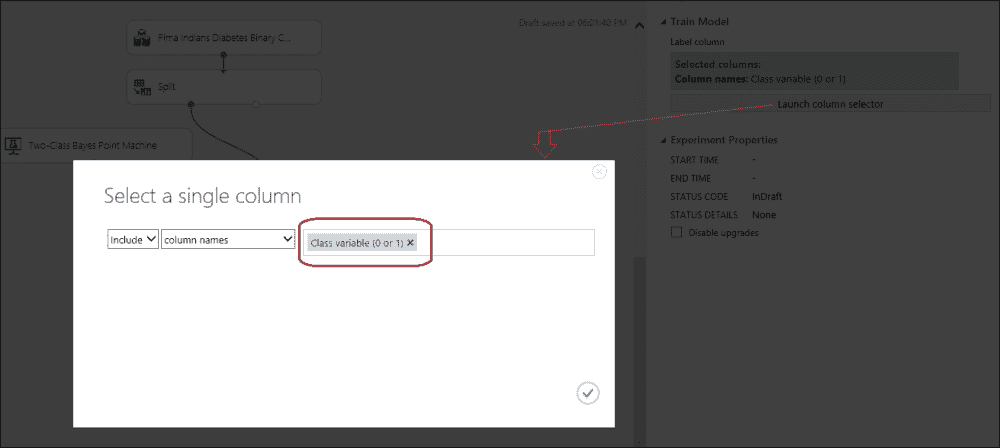 Draft saved at 06:01:40 PM
Pima Indians Diabetes Binary C...
Split
Two-Class Bayes Point Machine
Select a single column
Include
column names
Class variable (0 or 1)
Train Model
Label column
Selected columns:
Column names: Class variable (0 or 1)
Launch column selector
Experiment Properties
START TIME -
END TIME -
STATUS CODE InDraft
STATUS DETAILS None
Disable upgrades